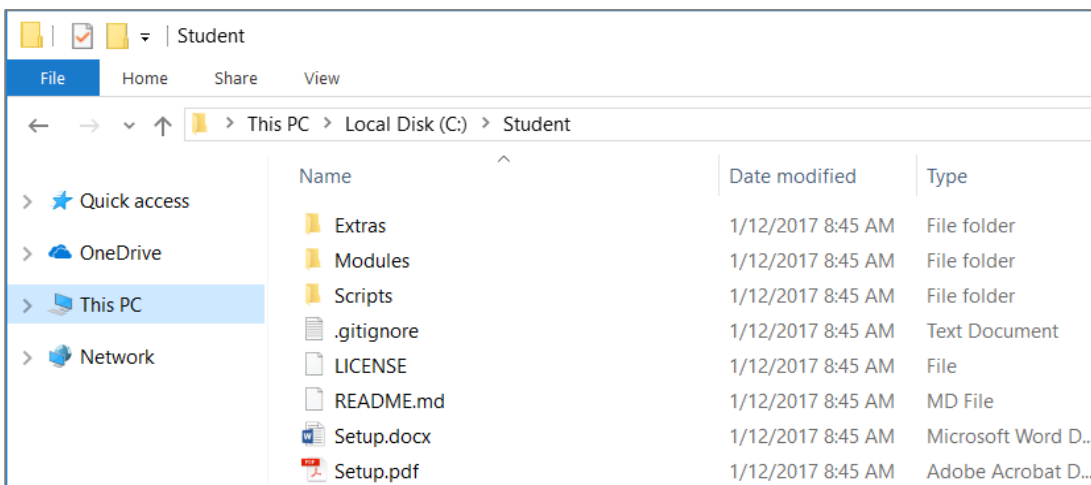 Student
File Home Share View
This PC > Local Disk (C:) > Student
Name Date modified Type
Quick access
OneDrive
This PC
Network
Extras 1/12/2017 8:45 AM File folder
Modules 1/12/2017 8:45 AM File folder
Scripts 1/12/2017 8:45 AM File folder
.gitignore 1/12/2017 8:45 AM Text Document
LICENSE 1/12/2017 8:45 AM File
README.md 1/12/2017 8:45 AM MD File
Setup.docx 1/12/2017 8:45 AM Microsoft Word D...
Setup.pdf 1/12/2017 8:45 AM Adobe Acrobat D...